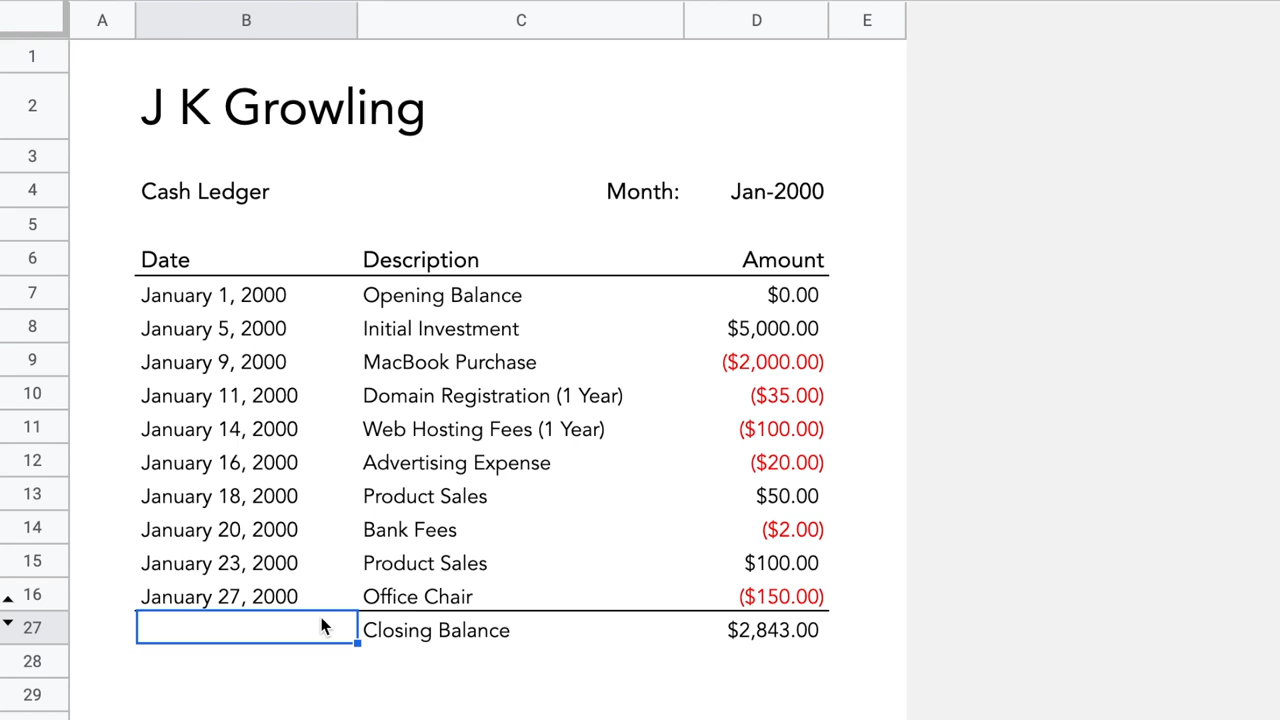 A B C D E
1
2 J K Growling
3
4 Cash Ledger Month: Jan-2000
5
6 Date Description Amount
7 January 1, 2000 Opening Balance $0.00
8 January 5, 2000 Initial Investment $5,000.00
9 January 9, 2000 MacBook Purchase ($2,000.00)
10 January 11, 2000 Domain Registration (1 Year) ($35.00)
11 January 14, 2000 Web Hosting Fees (1 Year) ($100.00)
12 January 16, 2000 Advertising Expense ($20.00)
13 January 18, 2000 Product Sales $50.00
14 January 20, 2000 Bank Fees ($2.00)
15 January 23, 2000 Product Sales $100.00
16 January 27, 2000 Office Chair ($150.00)
27 Closing Balance $2,843.00
28
29